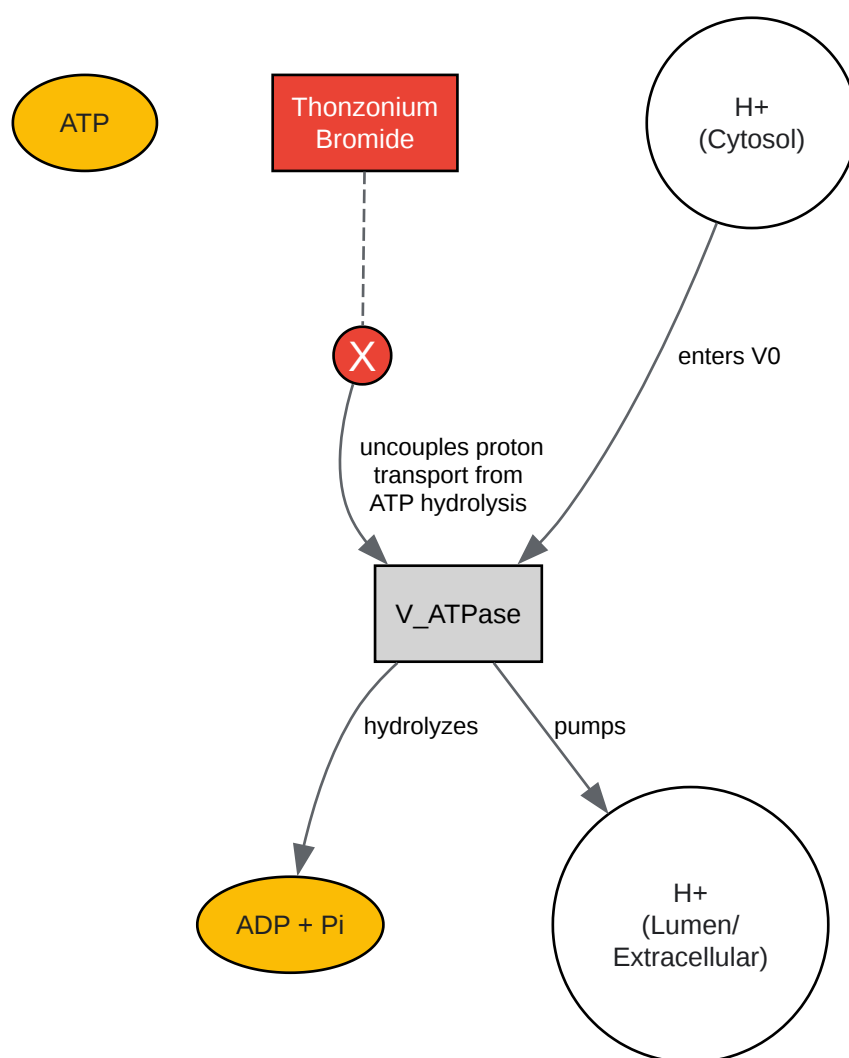 ATP
Thonzonium
Bromide
H+
(Cytosol)
X
enters V0
uncouples proton
transport from
ATP hydrolysis
V_ATPase
hydrolyzes
pumps
ADP + Pi
H+
(Lumen/
Extracellular)